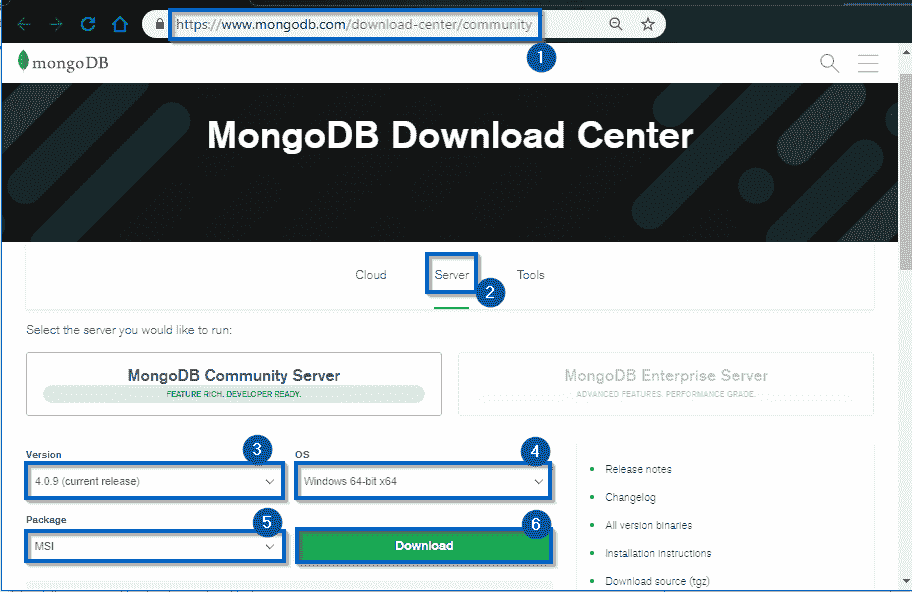 https://www.mongodb.com/download-center/community
1
mongoDB
MongoDB Download Center
Cloud
Server
Tools
2
Select the server you would like to run:
MongoDB Community Server
FEATURE RICH. DEVELOPER READY.
MongoDB Enterprise Server
ADVANCED FEATURES. PERFORMANCE GRADE.
Version
3
OS
4
4.0.9 (current release)
Windows 64-bit x64
Package
5
6
MSI
Download
Release notes
Changelog
All version binaries
Installation instructions
Download source (tgz)